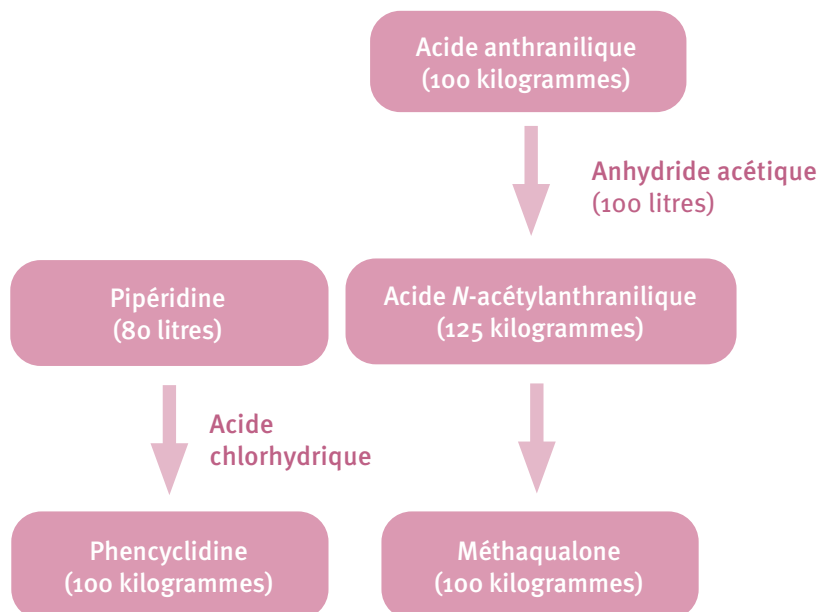 Acide anthranilique
(100 kilogrammes)
Anhydride acétique
(100 litres)
Pipéridine
(80 litres)
Acide N-acétylanthranilique
(125 kilogrammes)
Acide
chlorhydrique
Phencyclidine
(100 kilogrammes)
Méthaqualone
(100 kilogrammes)